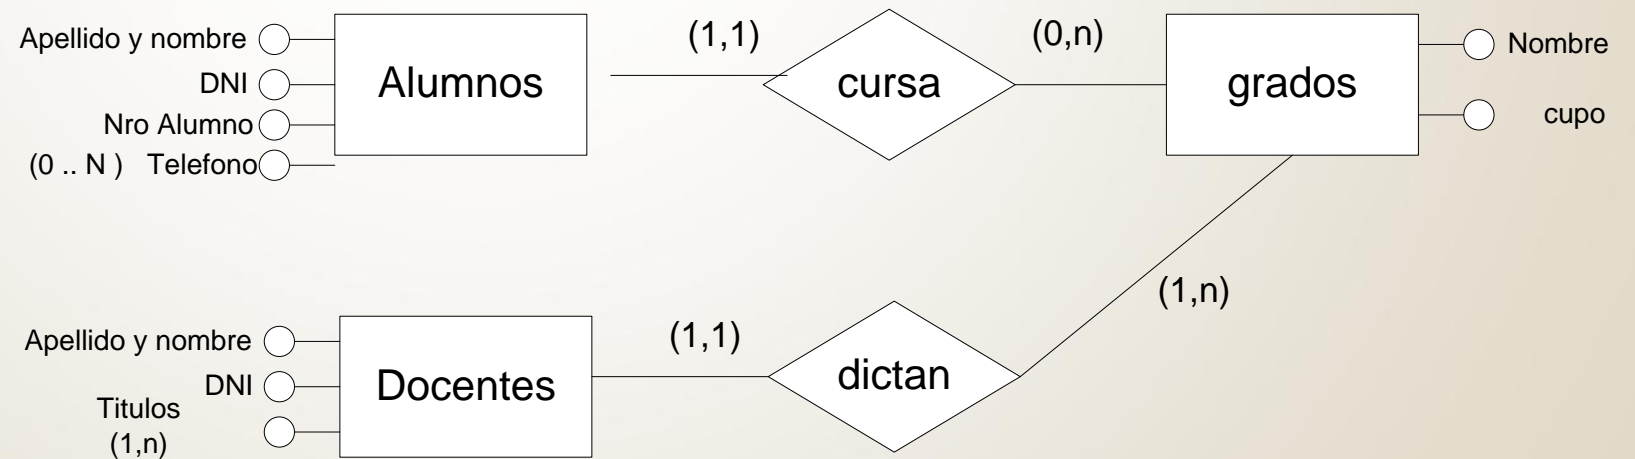 Apellido y nombre
DNI
Nro Alumno
(0 .. N ) Telefono
Alumnos
(1,1)
cursa
(0,n)
grados
Nombre
cupo
Apellido y nombre
DNI
Titulos
(1,n)
Docentes
(1,1)
dictan
(1,n)